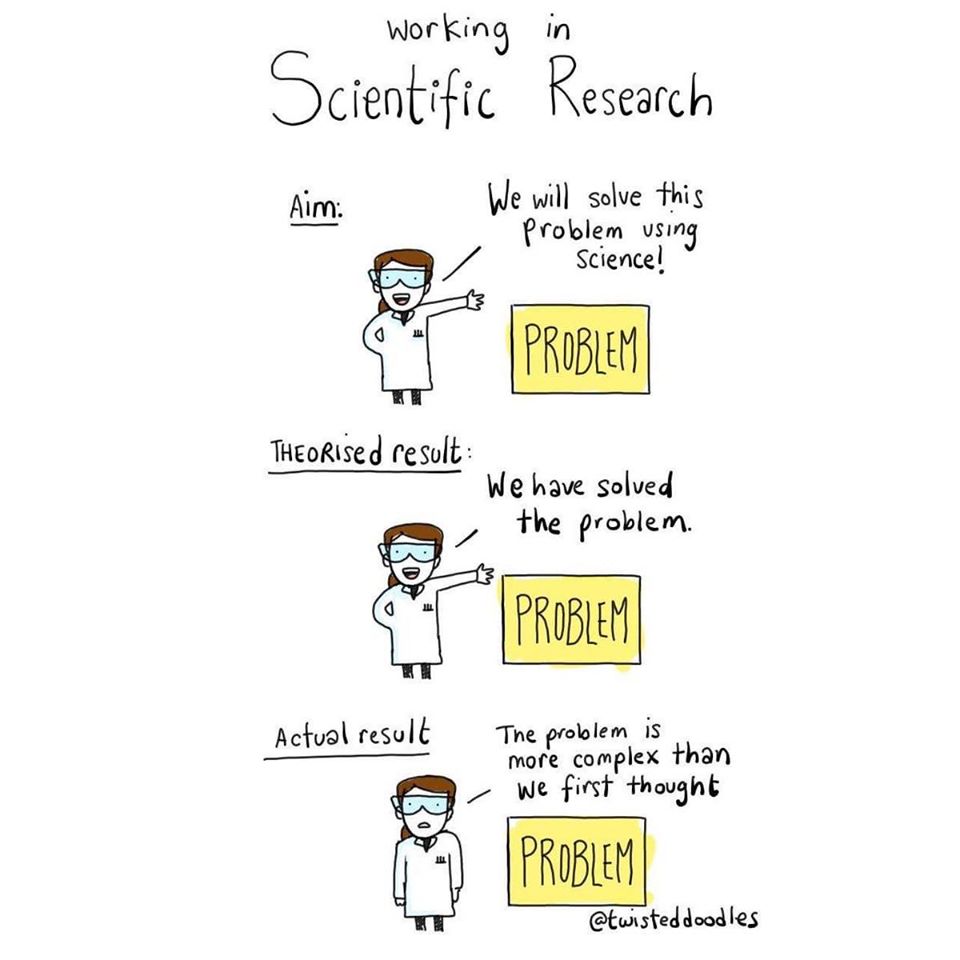 Working in
Scientific Research
Aim:
We will solve this
problem using
science!
PROBLEM
THEORised result:
We have solved
the problem.
PROBLEM
Actual result
The problem is
more complex than
we first thought
PROBLEM
@twisteddoodles